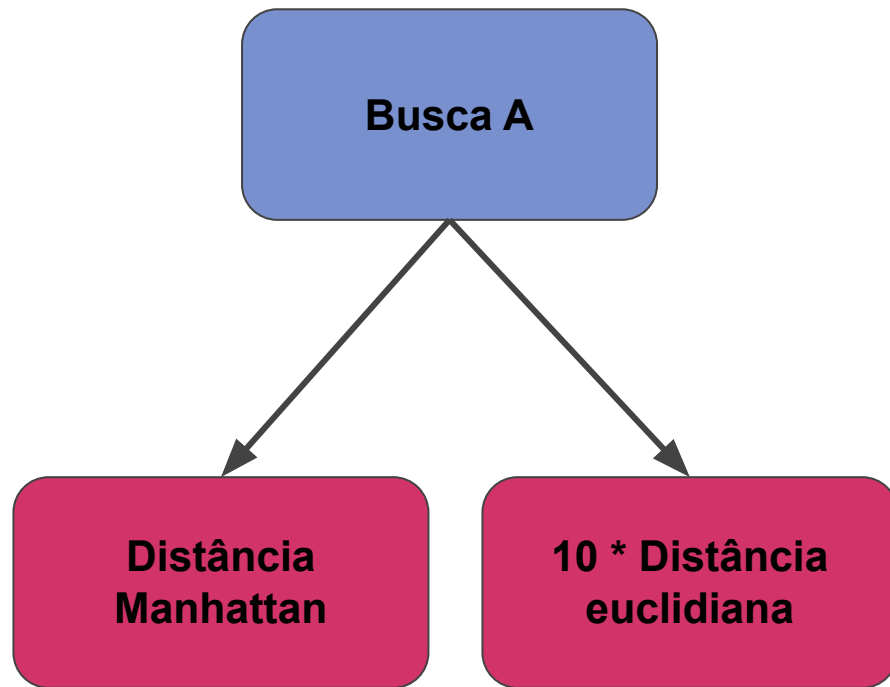 Busca A
Distância
Manhattan
10 * Distância
euclidiana